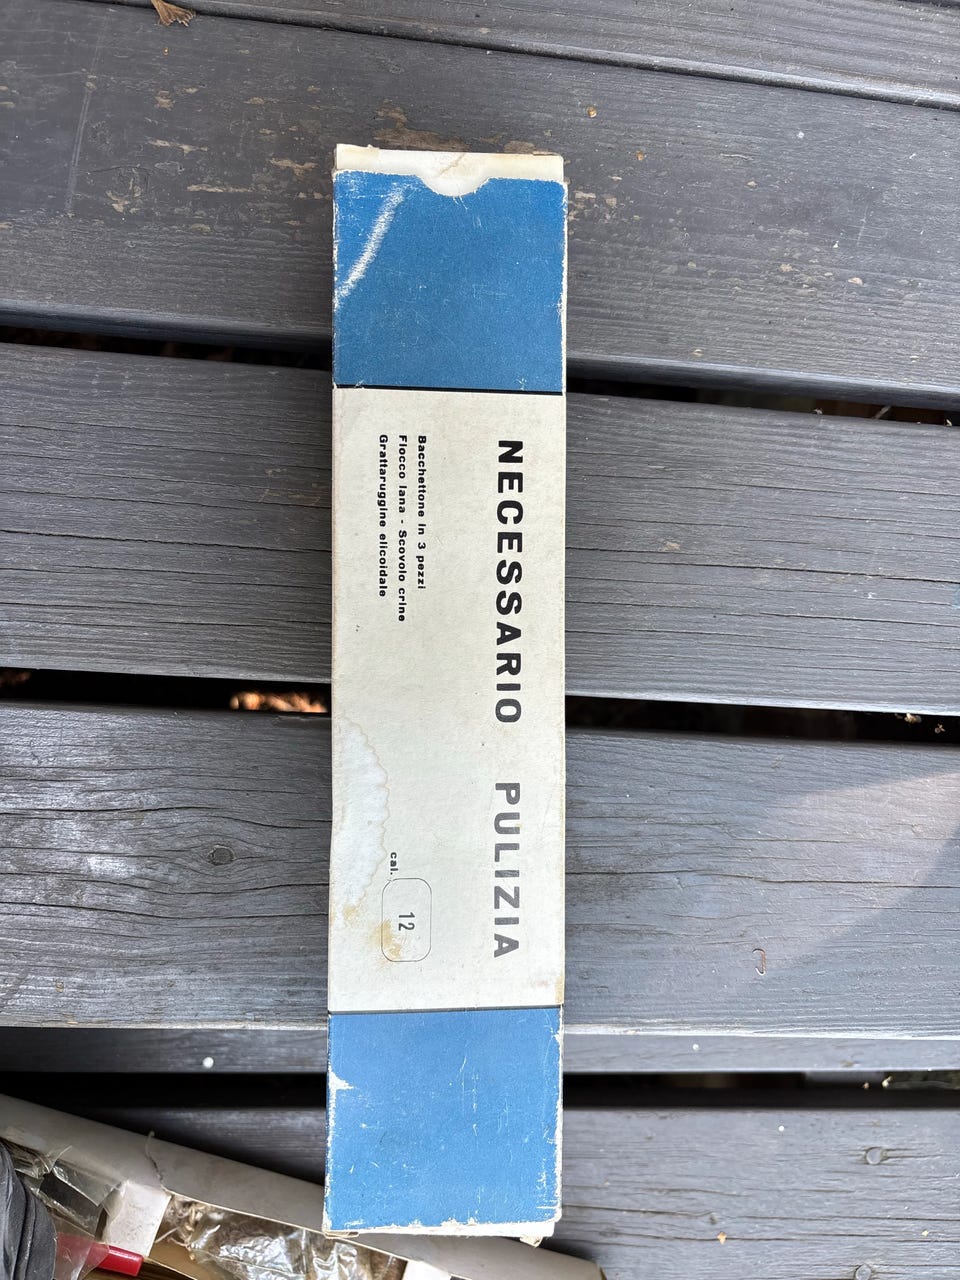 NECESSARIO PULIZIA
Bacchettone in 3 pezzi
Fiocco lana - Scovolo crine
Grattaruggine elicoidale
cal. 12